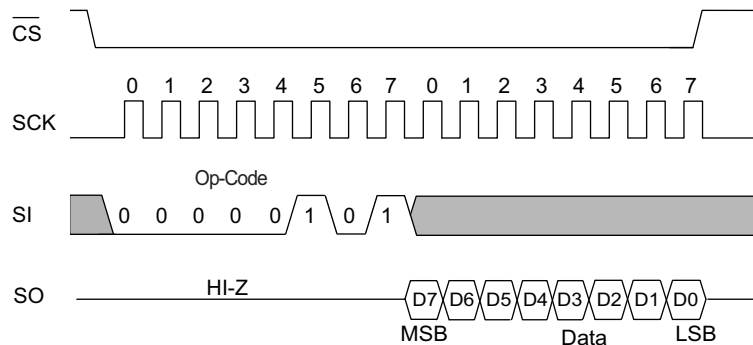 CS
0 1 2 3 4 5 6 7 0 1 2 3 4 5 6 7
SCK
Op-Code
SI 0 0 0 0 0 1 0 1
HI-Z
SO D7 D6 D5 D4 D3 D2 D1 D0
MSB Data LSB